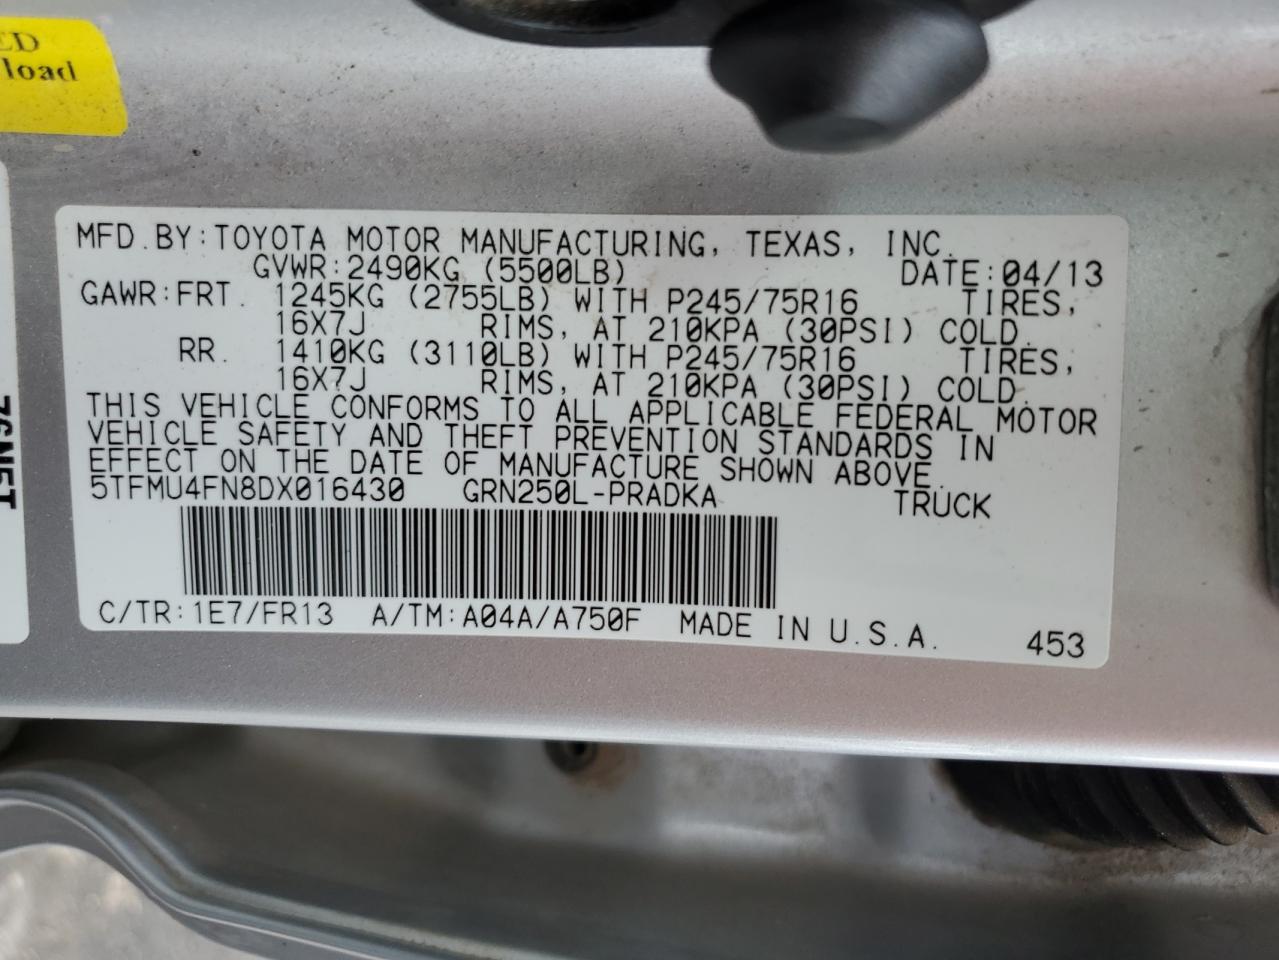 ED
load
MFD.BY:TOYOTA MOTOR MANUFACTURING, TEXAS, INC.
GVWR:2490KG (5500LB) DATE:04/13
GAWR:FRT. 1245KG (2755LB) WITH P245/75R16 TIRES,
16X7J RIMS, AT 210KPA (30PSI) COLD.
RR. 1410KG (3110LB) WITH P245/75R16 TIRES,
16X7J RIMS, AT 210KPA (30PSI) COLD.
THIS VEHICLE CONFORMS TO ALL APPLICABLE FEDERAL MOTOR
VEHICLE SAFETY AND THEFT PREVENTION STANDARDS IN
EFFECT ON THE DATE OF MANUFACTURE SHOWN ABOVE.
5TFMU4FN8DX016430 GRN250L-PRADKA TRUCK
C/TR:1E7/FR13 A/TM:A04A/A750F MADE IN U.S.A. 453